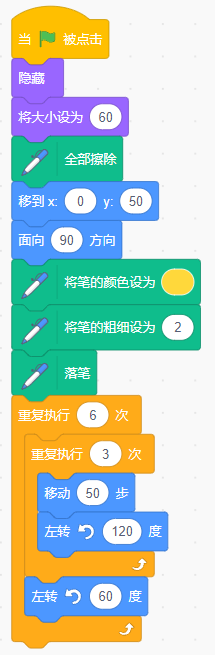 当 被点击
隐藏
将大小设为 60
全部擦除
移到 x: 0 y: 50
面向 90 方向
将笔的颜色设为
将笔的粗细设为 2
落笔
重复执行 6 次
重复执行 3 次
移动 50 步
左转 120 度
左转 60 度